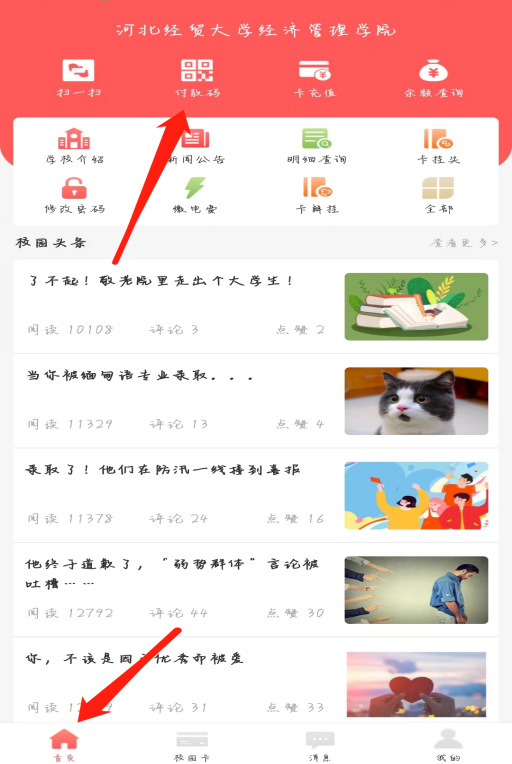 河北经贸大学经济管理学院
扫一扫 付款码 卡充值 余额查询
学校介绍 新闻公告 明细查询 卡挂失
修改密码 缴电费 卡解挂 全部
校园头条 查看更多>
了不起！敬老院里走出个大学生！
阅读 10108 评论 3 点赞 2
当你被缅甸语专业录取...
阅读 11329 评论 13 点赞 4
录取了！他们在防汛一线接到喜报
阅读 11378 评论 24 点赞 16
他终于道歉了，“弱势群体”言论被
吐槽……
阅读 12792 评论 44 点赞 30
你，不该是因为优秀而被爱
阅读 评论 31 点赞 33
首页 校园卡 消息 我的